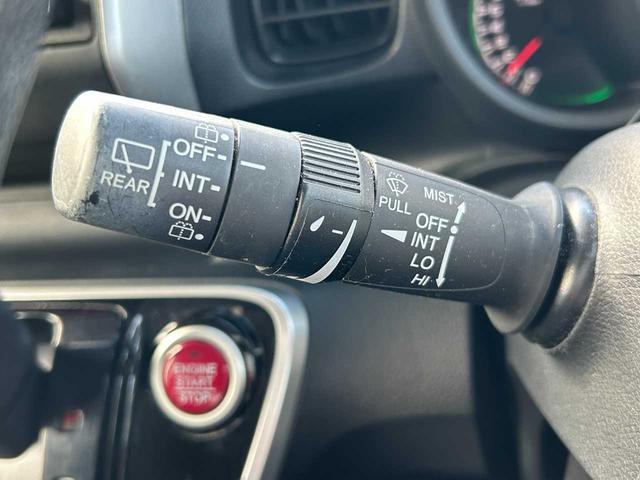 OFF
REAR
INT
ON
MIST
PULL
OFF
INT
LO
HI
ENGINE
START
STOP